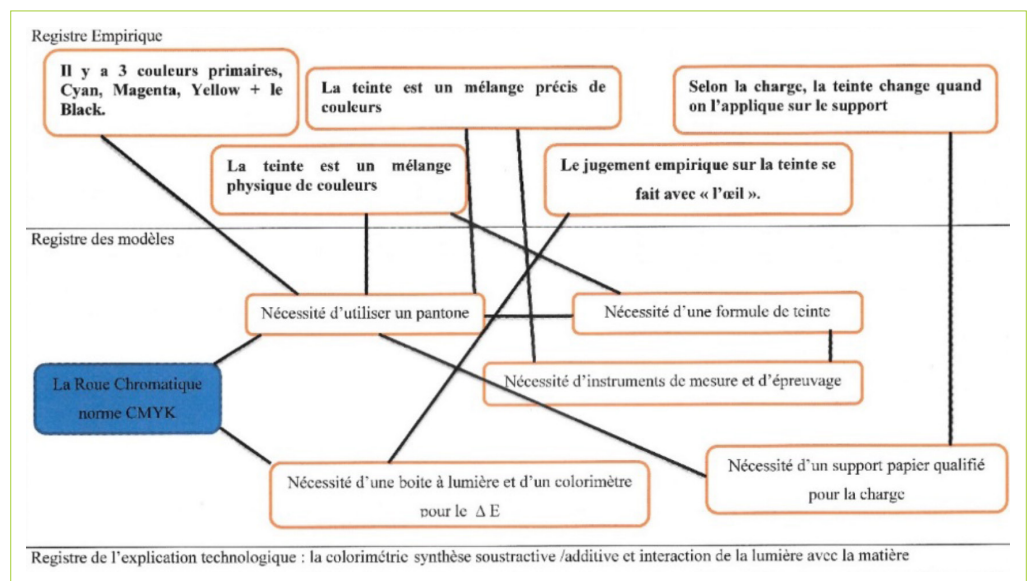 Registre Empirique
Il y a 3 couleurs primaires,
Cyan, Magenta, Yellow + le
Black.
La teinte est un mélange précis de
couleurs
Selon la charge, la teinte change quand
on l'applique sur le support
La teinte est un mélange
physique de couleurs
Le jugement empirique sur la teinte se
fait avec « l'œil ».
Registre des modèles
Nécessité d'utiliser un pantone
Nécessité d'une formule de teinte
La Roue Chromatique
norme CMYK
Nécessité d'instruments de mesure et d'épreuvage
Nécessité d'une boite à lumière et d'un colorimètre
pour le Δ E
Nécessité d'un support papier qualifié
pour la charge
Registre de l'explication technologique : la colorimétric synthèse soustractive /additive et interaction de la lumière avec la matière